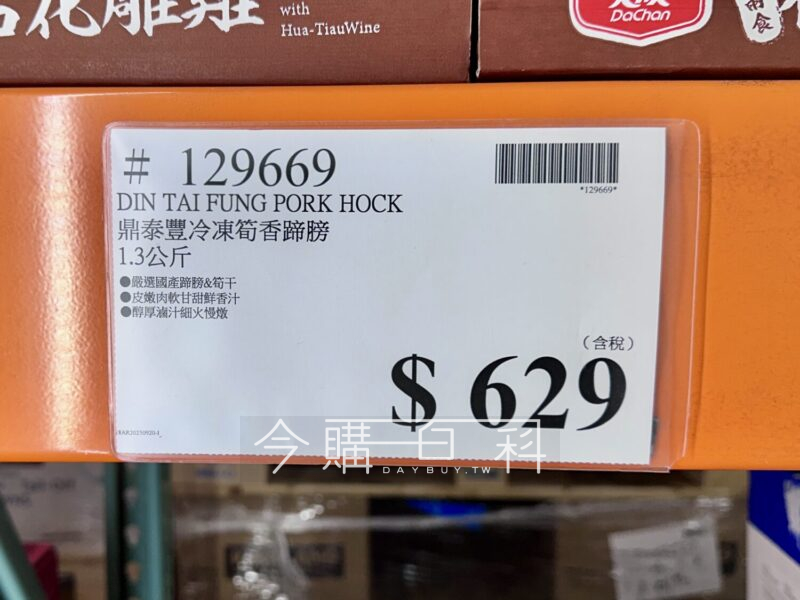 花雕雞
with
Hua-TiauWine
DaChan
# 129669
*129669*
DIN TAI FUNG PORK HOCK
鼎泰豐冷凍筍香蹄膀
1.3公斤
●嚴選國產蹄膀&筍干
●皮嫩肉軟甘甜鮮香汁
●醇厚滷汁細火慢燉
(含稅)
$ 629
今購百科
DAYBUY.TW